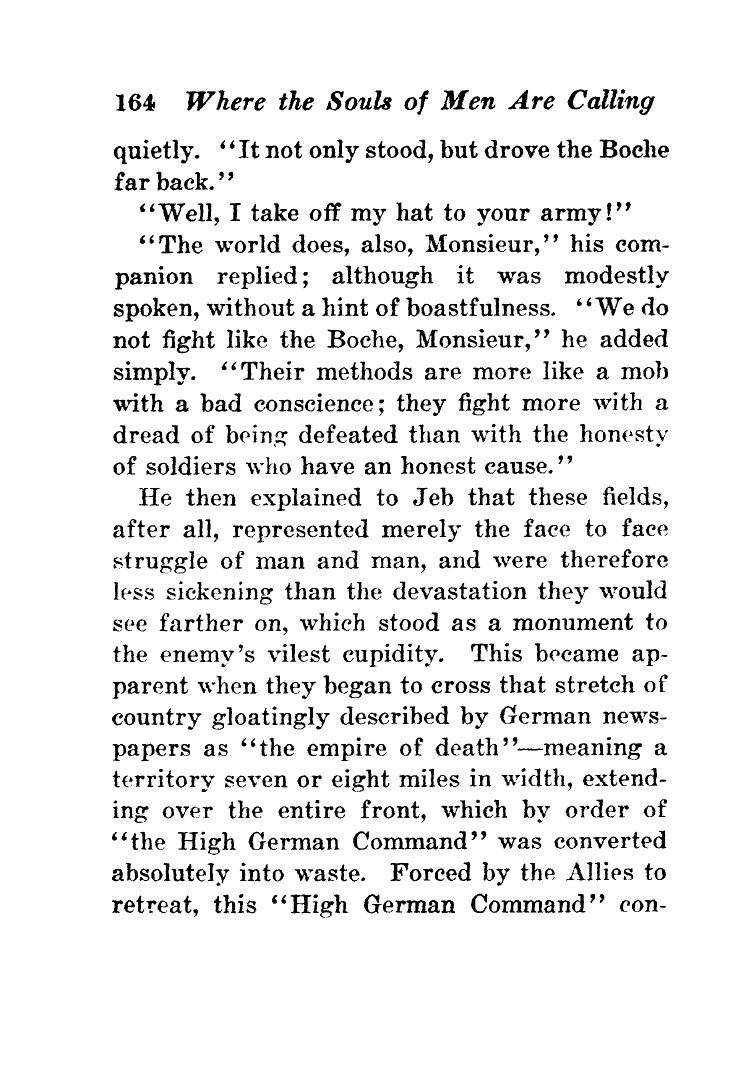 164 Where the Souls of Men Are Calling
quietly. "It not only stood, but drove the Boche
far back."
"Well, I take off my hat to your army!"
"The world does, also, Monsieur," his com-
panion replied; although it was modestly
spoken, without a hint of boastfulness. "We do
not fight like the Boche, Monsieur," he added
simply. "Their methods are more like a mob
with a bad conscience; they fight more with a
dread of being defeated than with the honesty
of soldiers who have an honest cause."
He then explained to Jeb that these fields,
after all, represented merely the face to face
struggle of man and man, and were therefore
less sickening than the devastation they would
see farther on, which stood as a monument to
the enemy's vilest cupidity. This became ap-
parent when they began to cross that stretch of
country gloatingly described by German news-
papers as "the empire of death"—meaning a
territory seven or eight miles in width, extend-
ing over the entire front, which by order of
"the High German Command" was converted
absolutely into waste. Forced by the Allies to
retreat, this "High German Command" con-